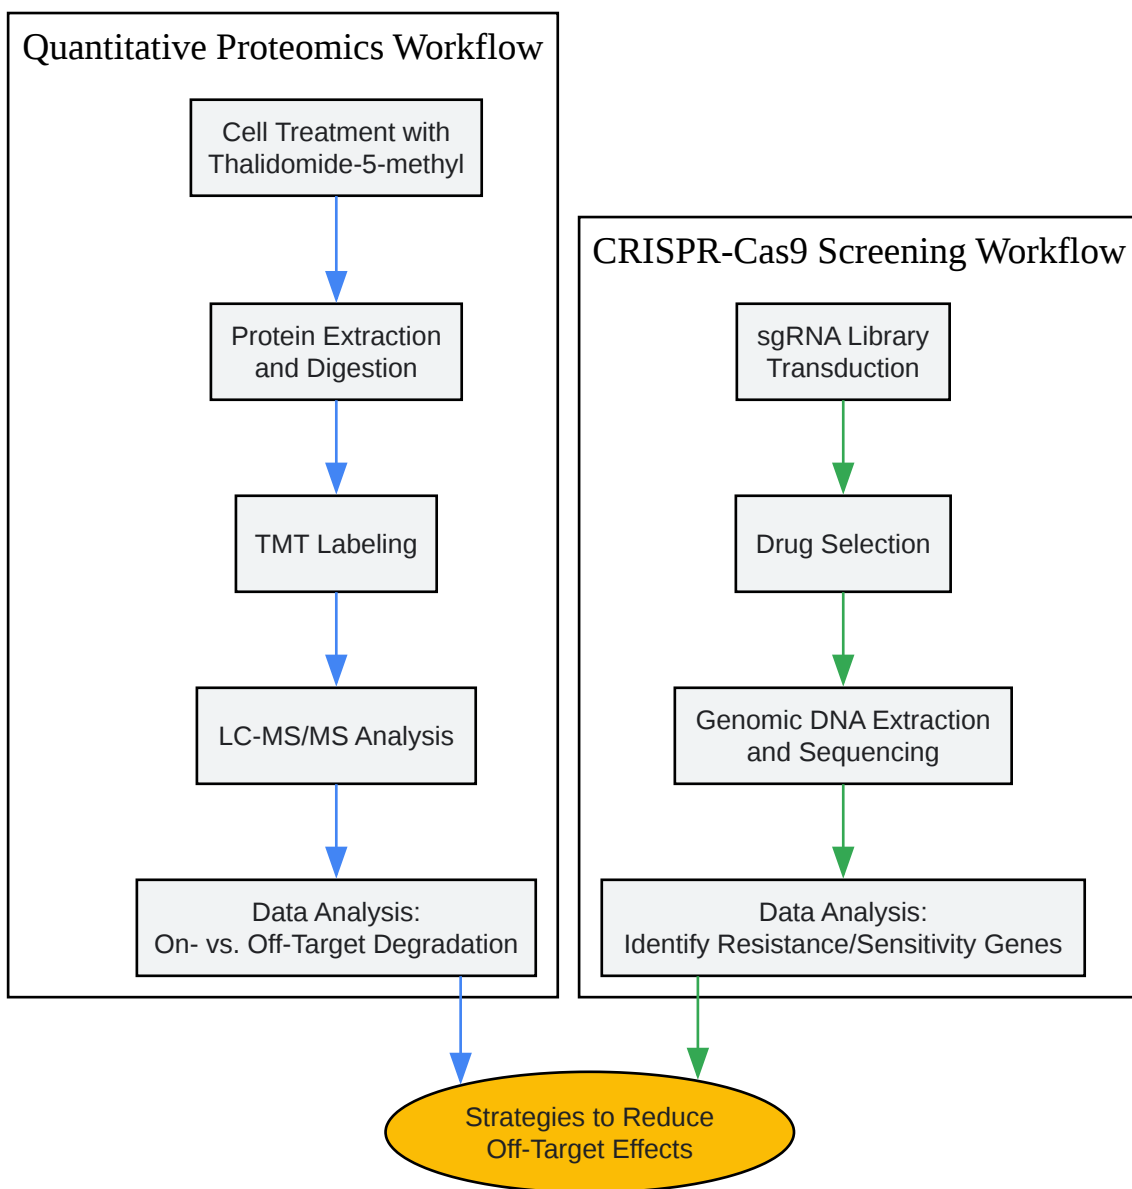 Quantitative Proteomics Workflow
Cell Treatment with
Thalidomide-5-methyl
Protein Extraction
and Digestion
TMT Labeling
LC-MS/MS Analysis
Data Analysis:
On- vs. Off-Target Degradation
CRISPR-Cas9 Screening Workflow
sgRNA Library
Transduction
Drug Selection
Genomic DNA Extraction
and Sequencing
Data Analysis:
Identify Resistance/Sensitivity Genes
Strategies to Reduce
Off-Target Effects